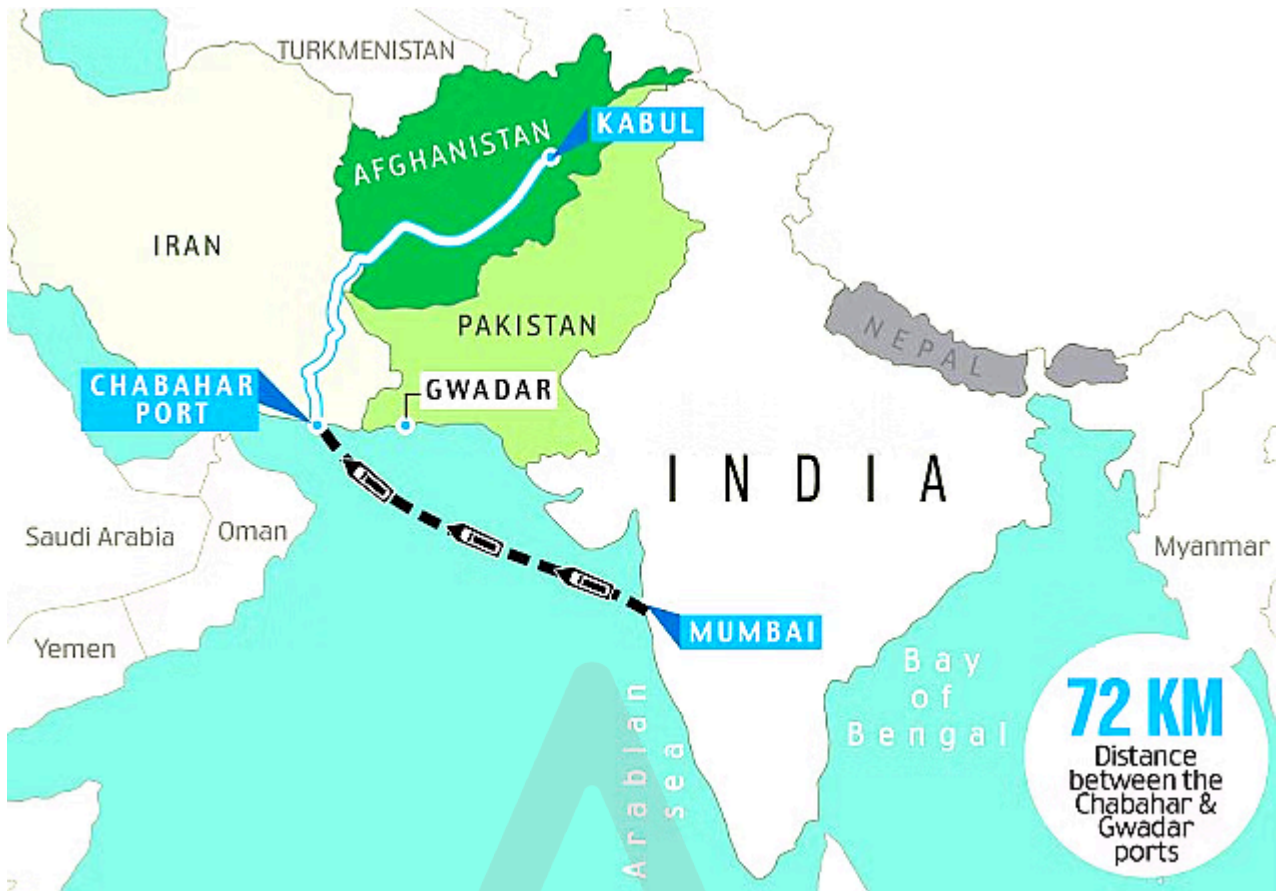 TURKMENISTAN
KABUL
AFGHANISTAN
IRAN
PAKISTAN
NEPAL
CHABAHAR
PORT
GWADAR
INDIA
Saudi Arabia
Oman
Myanmar
Yemen
MUMBAI
Bay
of
Bengal
Arabian
sea
72 KM
Distance
between the
Chabahar &
Gwadar
ports